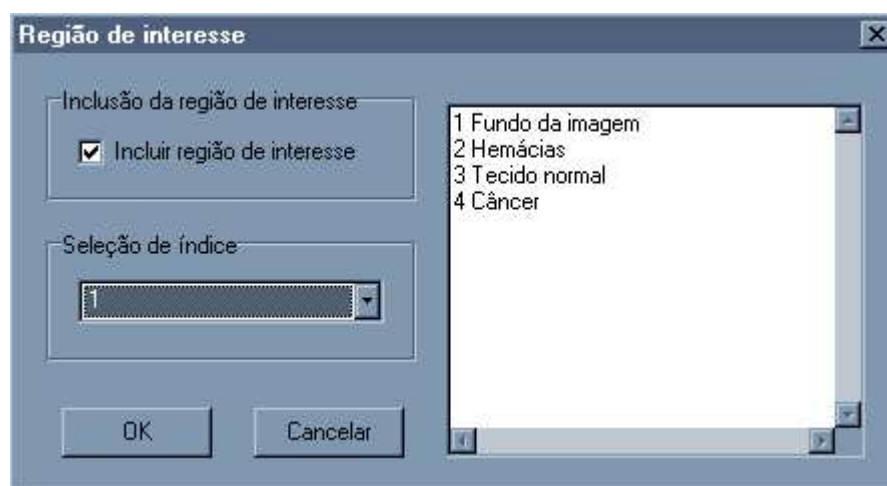 Região de interesse
Inclusão da região de interesse
Incluir região de interesse
Seleção de índice
1
OK
Cancelar
1 Fundo da imagem
2 Hemácias
3 Tecido normal
4 Câncer